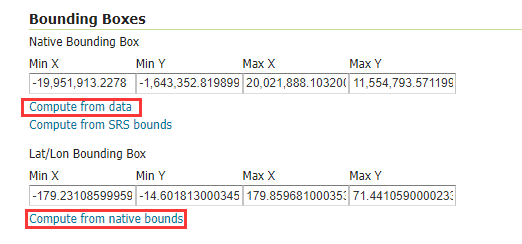 Bounding Boxes
Native Bounding Box
Min X Min Y Max X Max Y
-19,951,913.2278 -1,643,352.819899 20,021,888.103200 11,554,793.571199
Compute from data
Compute from SRS bounds
Lat/Lon Bounding Box
Min X Min Y Max X Max Y
-179.23108599959 -14.601813000345 179.859681000353 71.4410590000233
Compute from native bounds